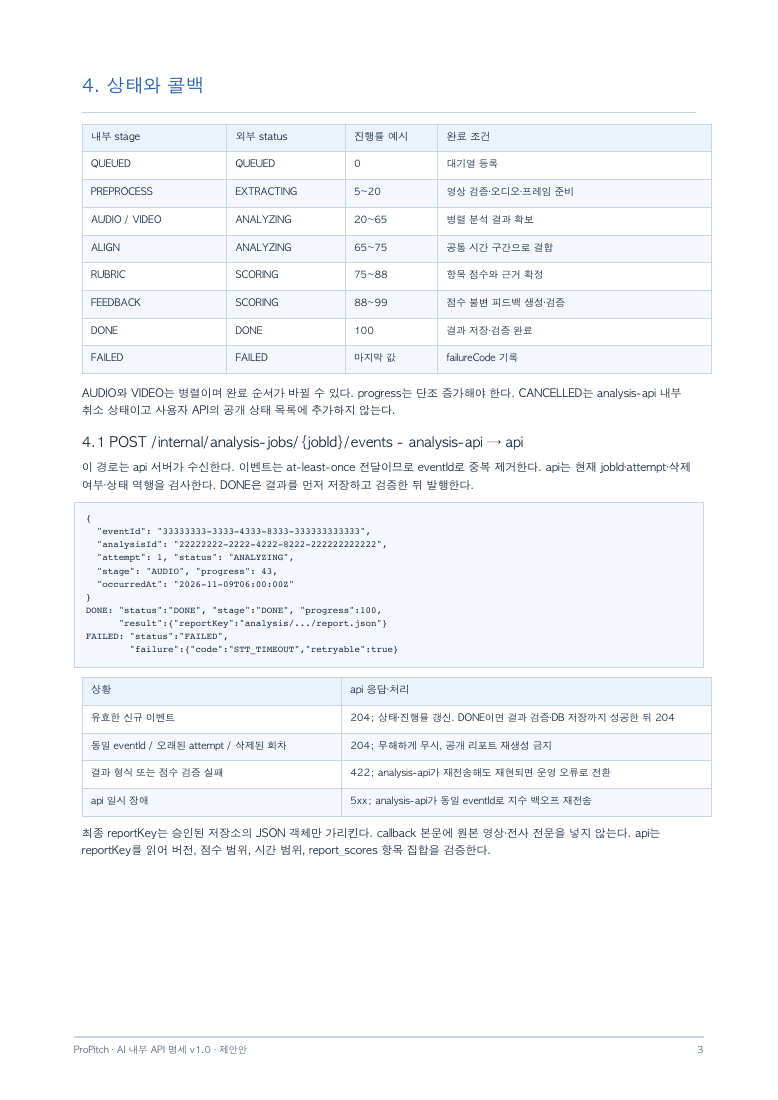 4. 상태와 콜백
내부 stage 외부 status 진행률 예시 완료 조건
QUEUED QUEUED 0 대기열 등록
PREPROCESS EXTRACTING 5~20 영상 검증·오디오·프레임 준비
AUDIO / VIDEO ANALYZING 20~65 병렬 분석 결과 확보
ALIGN ANALYZING 65~75 공통 시간 구간으로 결합
RUBRIC SCORING 75~88 항목 점수와 근거 확정
FEEDBACK SCORING 88~99 점수 불변 피드백 생성·검증
DONE DONE 100 결과 저장·검증 완료
FAILED FAILED 마지막 값 failureCode 기록
AUDIO와 VIDEO는 병렬이며 완료 순서가 바뀔 수 있다. progress는 단조 증가해야 한다. CANCELLED는 analysis-api 내부
취소 상태이고 사용자 API의 공개 상태 목록에 추가하지 않는다.
4.1 POST /internal/analysis-jobs/{jobId}/events - analysis-api → api
이 경로는 api 서버가 수신한다. 이벤트는 at-least-once 전달이므로 eventId로 중복 제거한다. api는 현재 jobId·attempt·삭제
여부·상태 역행을 검사한다. DONE은 결과를 먼저 저장하고 검증한 뒤 발행한다.
{
"eventId": "33333333-3333-4333-8333-333333333333",
"analysisId": "22222222-2222-4222-8222-222222222222",
"attempt": 1, "status": "ANALYZING",
"stage": "AUDIO", "progress": 43,
"occurredAt": "2026-11-09T06:00:00Z"
}
DONE: "status":"DONE", "stage":"DONE", "progress":100,
"result":{"reportKey":"analysis/.../report.json"}
FAILED: "status":"FAILED",
"failure":{"code":"STT_TIMEOUT","retryable":true}
상황 api 응답·처리
유효한 신규 이벤트 204; 상태·진행률 갱신. DONE이면 결과 검증·DB 저장까지 성공한 뒤 204
동일 eventId / 오래된 attempt / 삭제된 회차 204; 무해하게 무시, 공개 리포트 재생성 금지
결과 형식 또는 점수 검증 실패 422; analysis-api가 재전송해도 재현되면 운영 오류로 전환
api 일시 장애 5xx; analysis-api가 동일 eventId로 지수 백오프 재전송
최종 reportKey는 승인된 저장소의 JSON 객체만 가리킨다. callback 본문에 원본 영상·전사 전문을 넣지 않는다. api는
reportKey를 읽어 버전, 점수 범위, 시간 범위, report_scores 항목 집합을 검증한다.
ProPitch · AI 내부 API 명세 v1.0 · 제안안 3